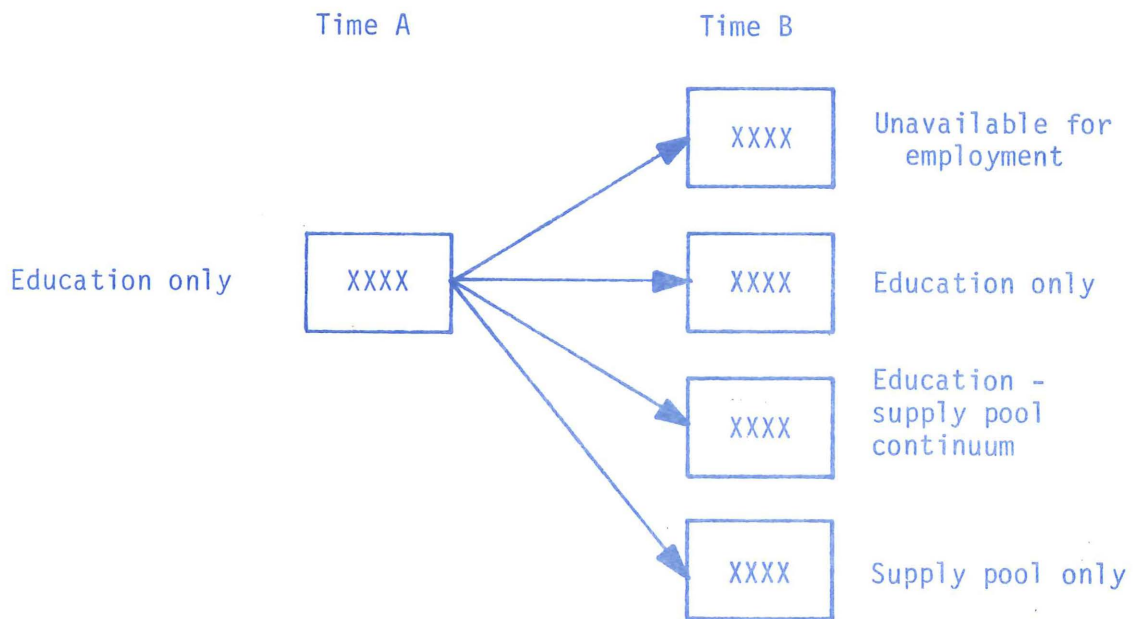 Time A
Time B
XXXX
Unavailable for
employment
Education only
XXXX
XXXX
Education only
XXXX
Education -
supply pool
continuum
XXXX
Supply pool only